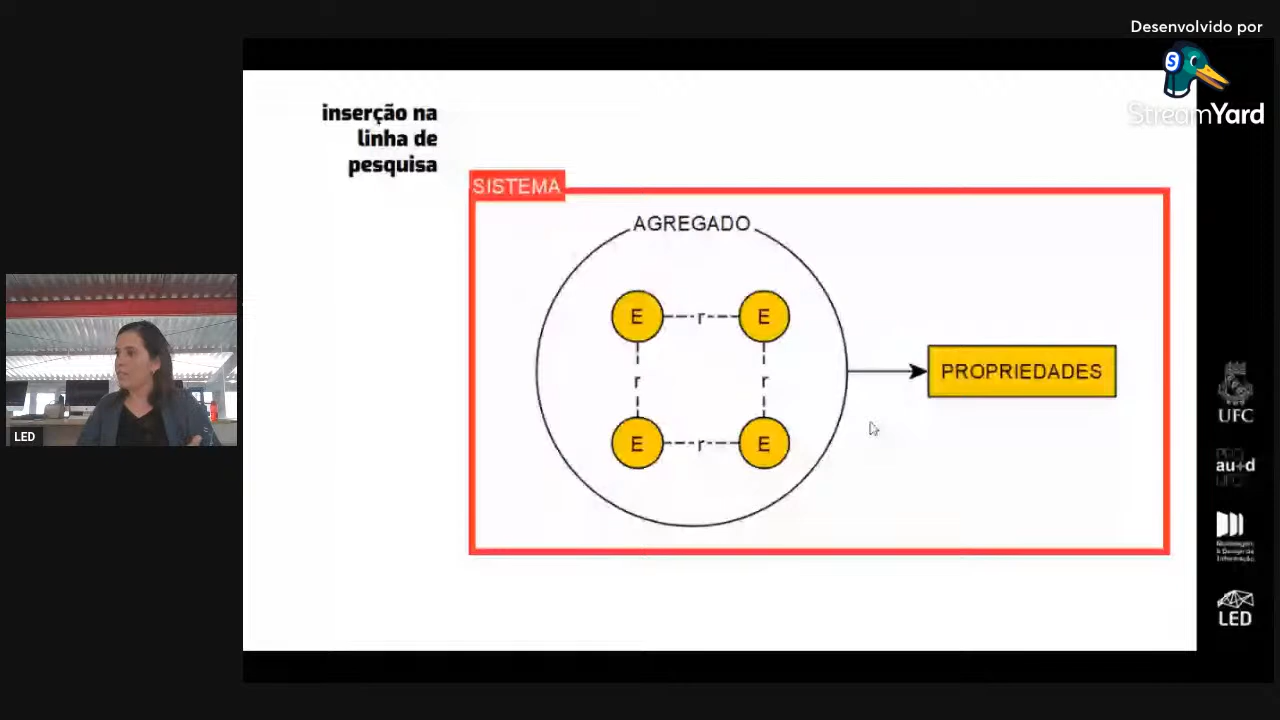 Desenvolvido por
StreamYard
inserção na
linha de
pesquisa
SISTEMA
AGREGADO
E
r
E
r
r
E
r
E
PROPRIEDADES
LED
UFC
au+d
LED